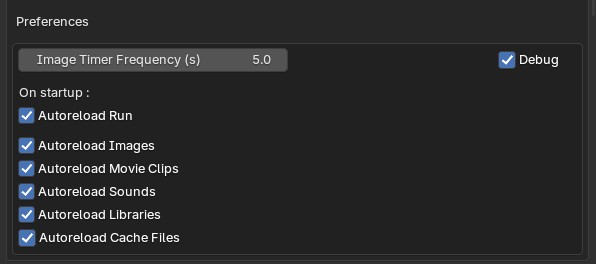 Preferences
Image Timer Frequency (s) 5.0 Debug
On startup :
Autoreload Run
Autoreload Images
Autoreload Movie Clips
Autoreload Sounds
Autoreload Libraries
Autoreload Cache Files